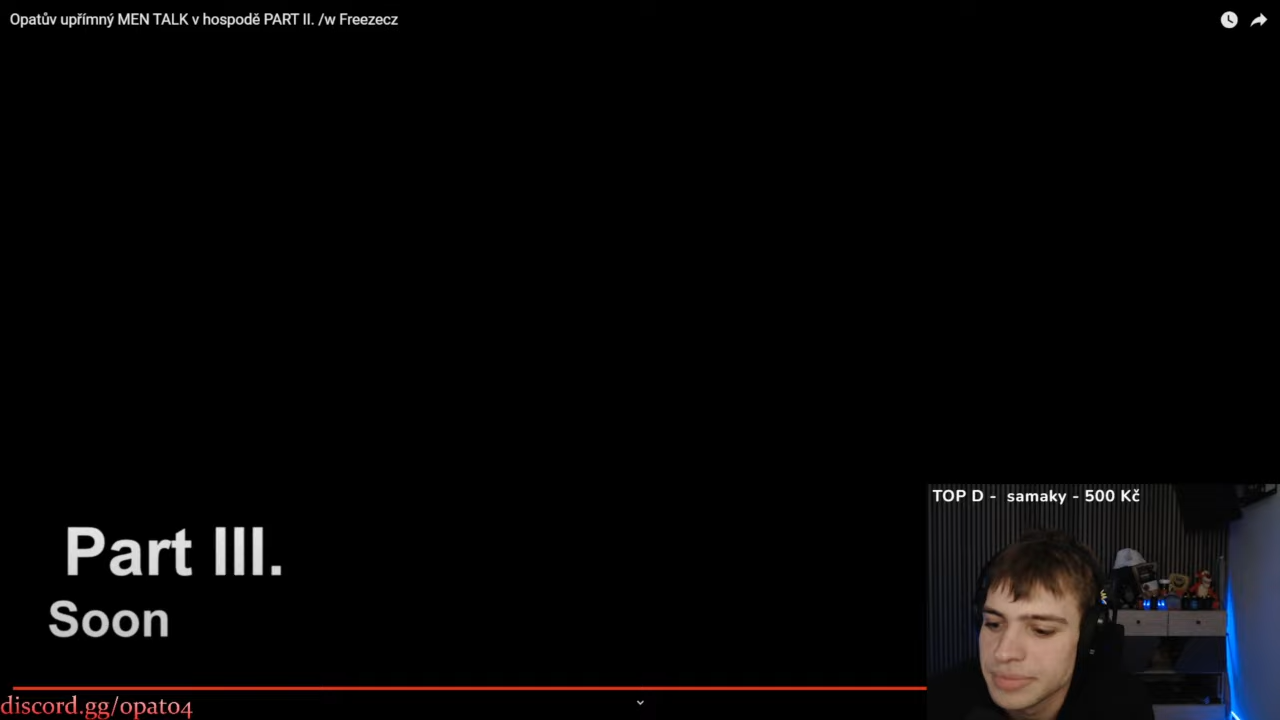 Opatův upřímný MEN TALK v hospodě PART II. /w Freezecz
TOP D - samaky - 500 Kč
Part III.
Soon
discord.gg/opato4